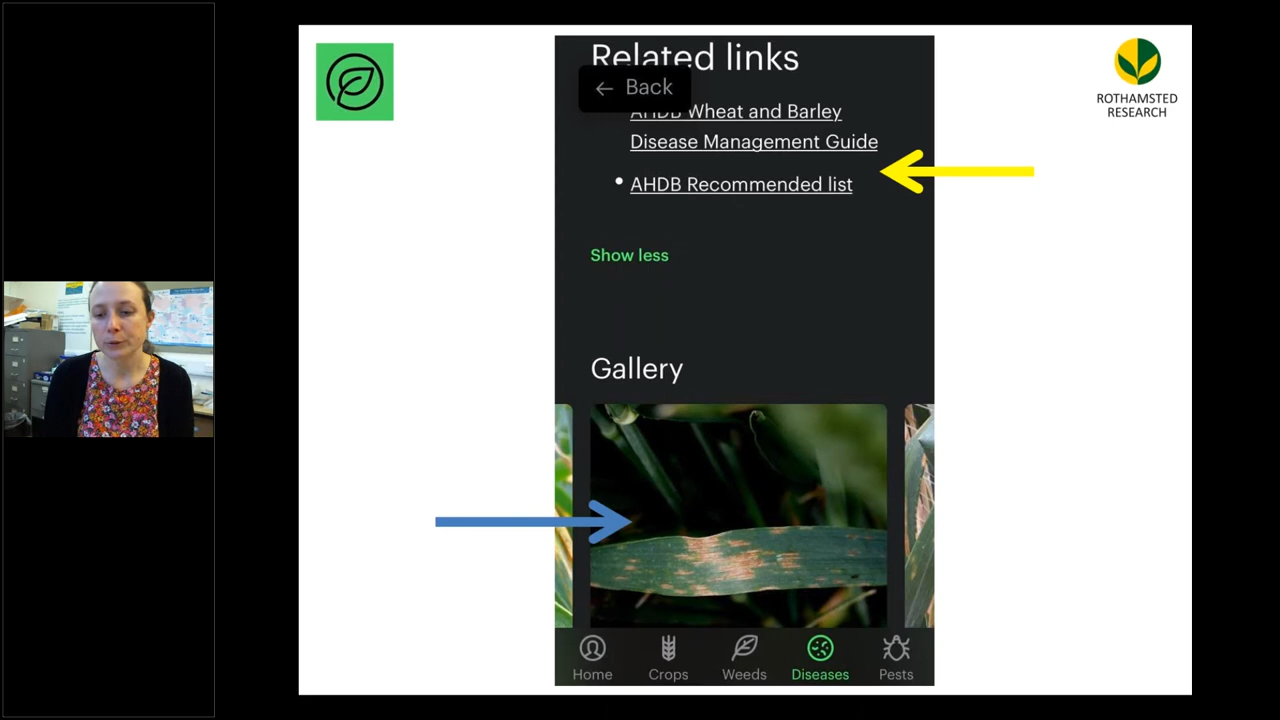 Related links
← Back
AHDB Wheat and Barley
Disease Management Guide
• AHDB Recommended list
Show less
Gallery
Home
Crops
Weeds
Diseases
Pests
ROTHAMSTED
RESEARCH